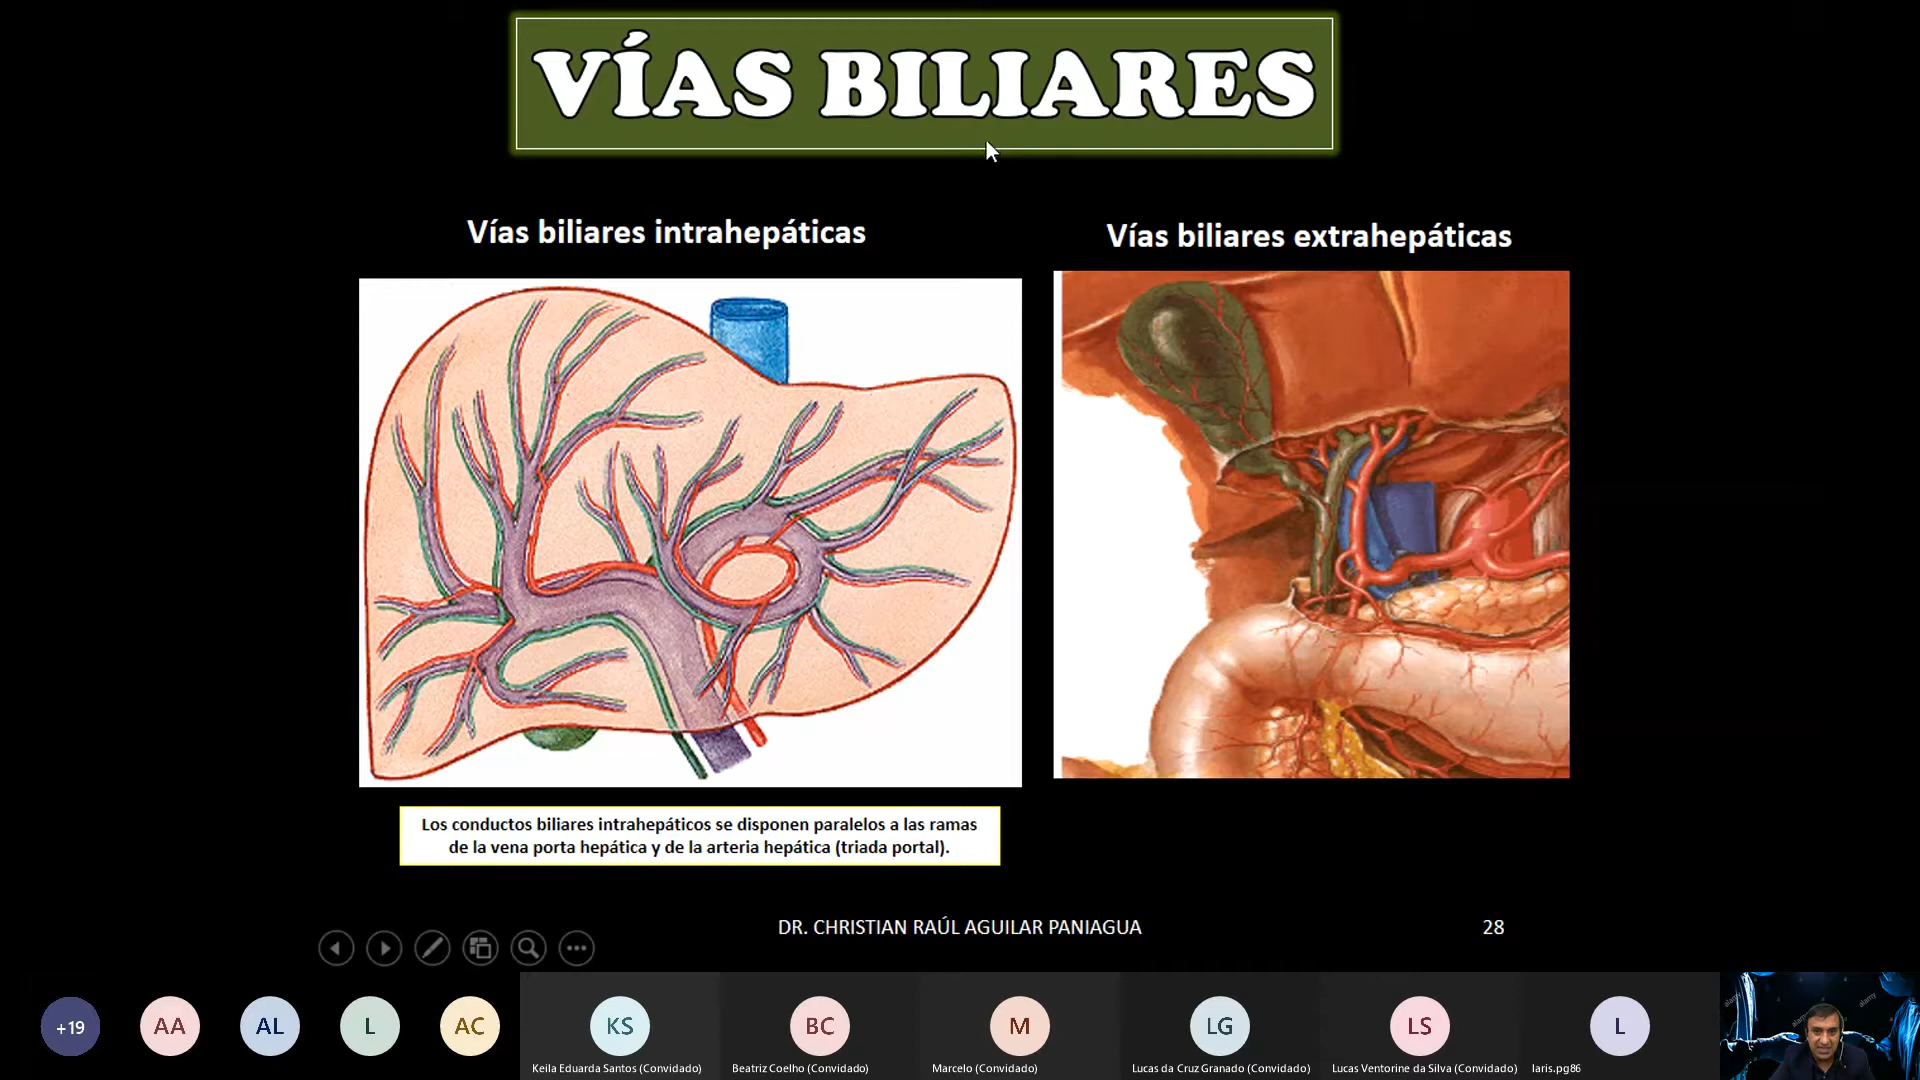 VÍAS BILIARES
Vías biliares intrahepáticas
Vías biliares extrahepáticas
Los conductos biliares intrahepáticos se disponen paralelos a las ramas
de la vena porta hepática y de la arteria hepática (triada portal).
DR. CHRISTIAN RAÚL AGUILAR PANIAGUA
28
+19
AA
AL
L
AC
KS
BC
M
LG
LS
L
Keila Eduarda Santos (Convidado)
Beatriz Coelho (Convidado)
Marcelo (Convidado)
Lucas da Cruz Granado (Convidado)
Lucas Ventorine da Silva (Convidado)
laris.pg86
alamy
alamy